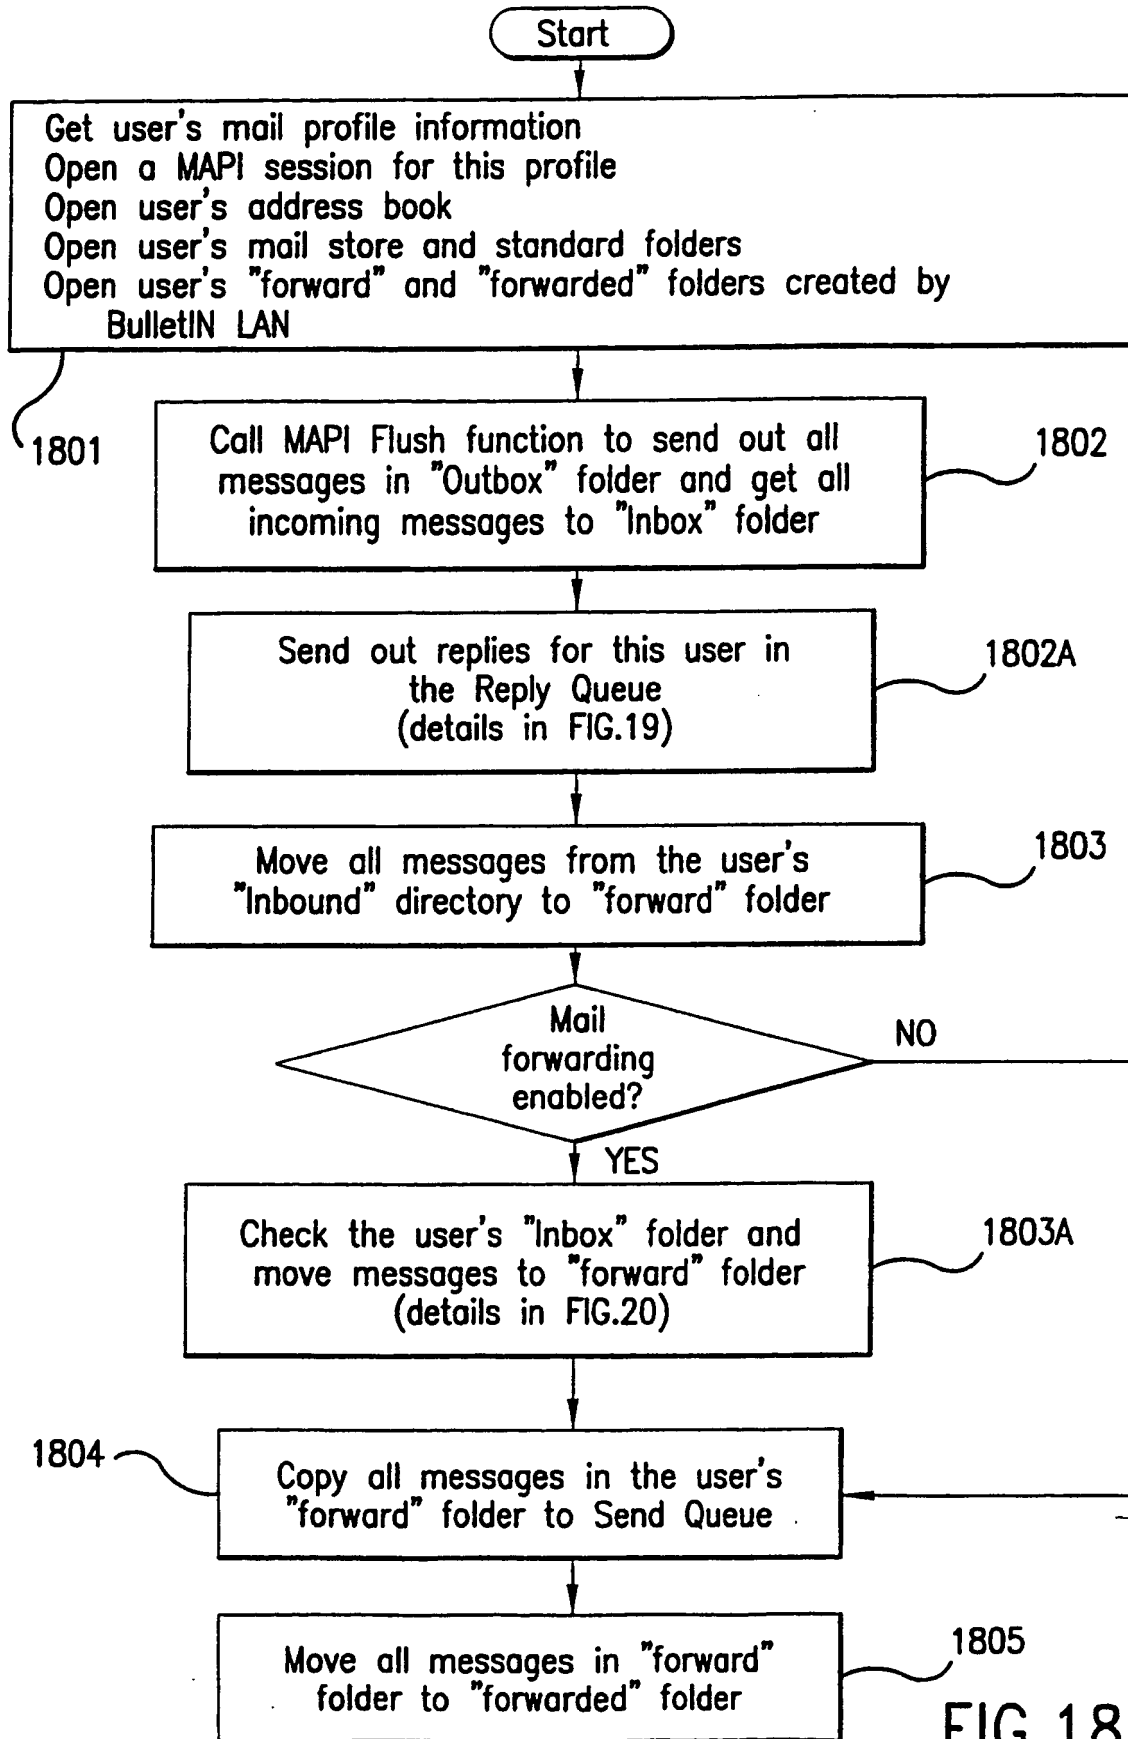 Start
Get user's mail profile information
Open a MAPI session for this profile
Open user's address book
Open user's mail store and standard folders
Open user's "forward" and "forwarded" folders created by
BulletIN LAN
1801
Call MAPI Flush function to send out all
messages in "Outbox" folder and get all
incoming messages to "Inbox" folder
1802
Send out replies for this user in
the Reply Queue
(details in FIG.19)
1802A
Move all messages from the user's
"Inbound" directory to "forward" folder
1803
Mail
forwarding
enabled?
NO
YES
Check the user's "Inbox" folder and
move messages to "forward" folder
(details in FIG.20)
1803A
1804
Copy all messages in the user's
"forward" folder to Send Queue
Move all messages in "forward"
folder to "forwarded" folder
1805
FIG.18